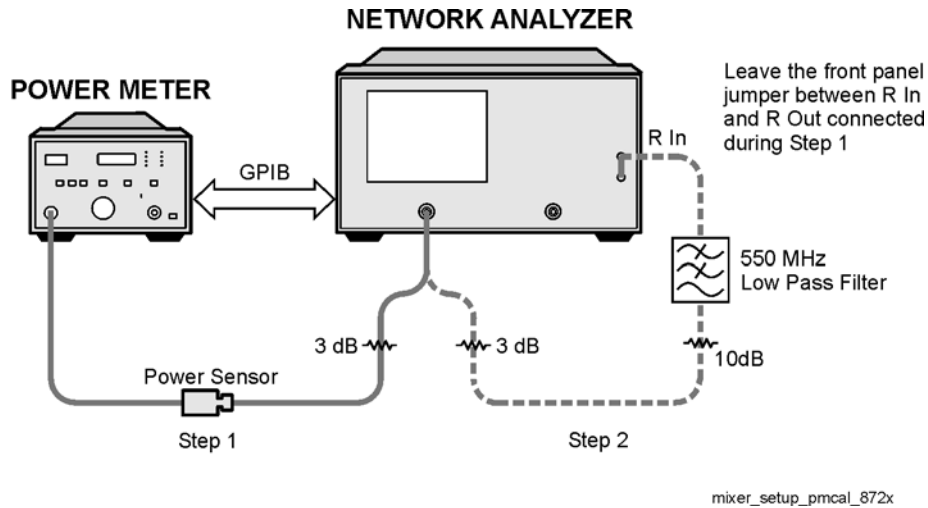 NETWORK ANALYZER
POWER METER
Leave the front panel
jumper between R In
and R Out connected
during Step 1
R In
GPIB
550 MHz
Low Pass Filter
3 dB
3 dB
10dB
Power Sensor
Step 1
Step 2
mixer_setup_pmcal_872x